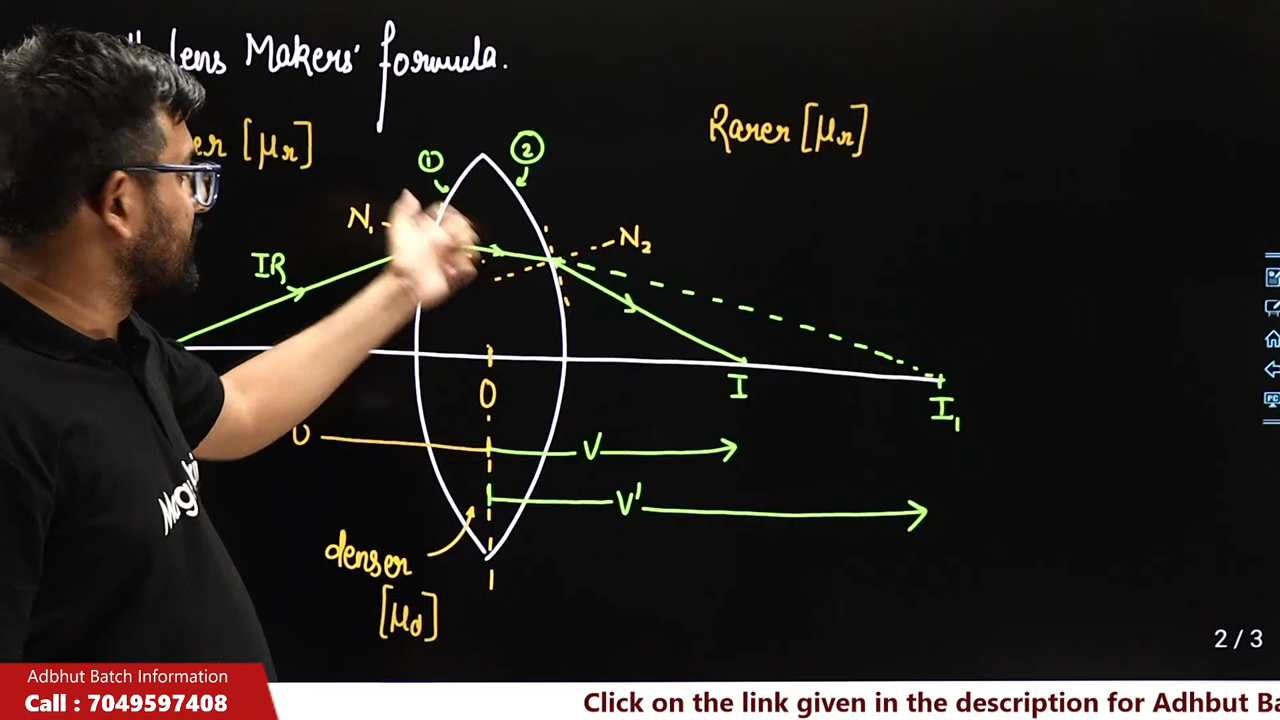 Lens Makers' formula.
er [μr]
Rarer [μr]
①
②
N₁
N₂
IR
O
I
I₁
U
V
V'
denser
[μd]
2/3
Adbhut Batch Information
Call : 7049597408
Click on the link given in the description for Adhbut Ba